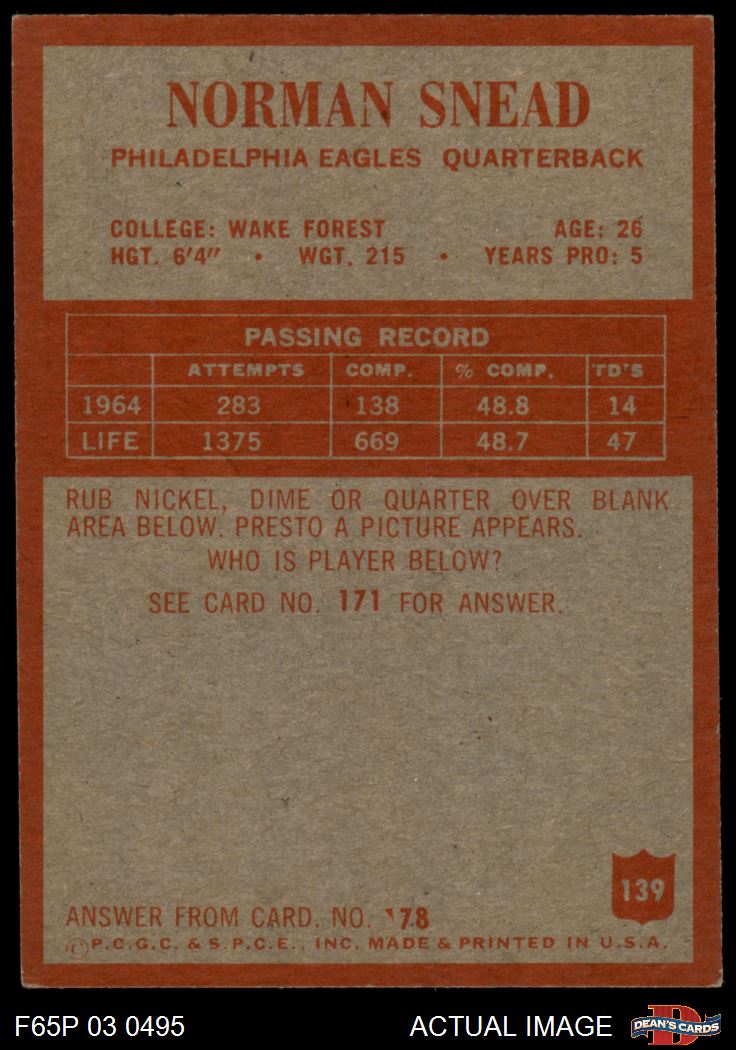 NORMAN SNEAD
PHILADELPHIA EAGLES QUARTERBACK
COLLEGE: WAKE FOREST AGE: 26
HGT. 6'4" • WGT. 215 • YEARS PRO: 5
PASSING RECORD
ATTEMPTS COMP. % COMP. TD'S
1964 283 138 48.8 14
LIFE 1375 669 48.7 47
RUB NICKEL, DIME OR QUARTER OVER BLANK
AREA BELOW. PRESTO A PICTURE APPEARS.
WHO IS PLAYER BELOW?
SEE CARD NO. 171 FOR ANSWER.
139
ANSWER FROM CARD. NO. 178
©P.C.G.C. & S.P.C.E., INC. MADE & PRINTED IN U.S.A.
F65P 03 0495 ACTUAL IMAGE DEAN'S CARDS